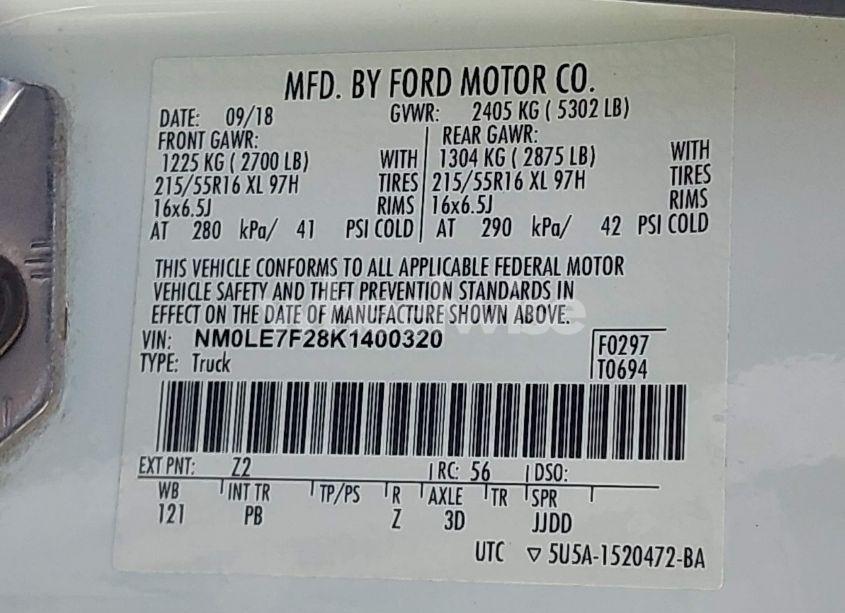 MFD. BY FORD MOTOR CO.
DATE: 09/18 GVWR: 2405 KG ( 5302 LB)
FRONT GAWR: REAR GAWR:
1225 KG ( 2700 LB) WITH 1304 KG ( 2875 LB) WITH
215/55R16 XL 97H TIRES 215/55R16 XL 97H TIRES
16x6.5J RIMS 16x6.5J RIMS
AT 280 kPa/ 41 PSI COLD AT 290 kPa/ 42 PSI COLD
THIS VEHICLE CONFORMS TO ALL APPLICABLE FEDERAL MOTOR
VEHICLE SAFETY AND THEFT PREVENTION STANDARDS IN
EFFECT ON THE DATE OF MANUFACTURE SHOWN ABOVE.
VIN: NM0LE7F28K1400320 F0297
TYPE: Truck T0694
EXT PNT: Z2 RC: 56 DSO:
WB INT TR TP/PS R AXLE TR SPR
121 PB Z 3D JJDD
UTC ▽ 5U5A-1520472-BA